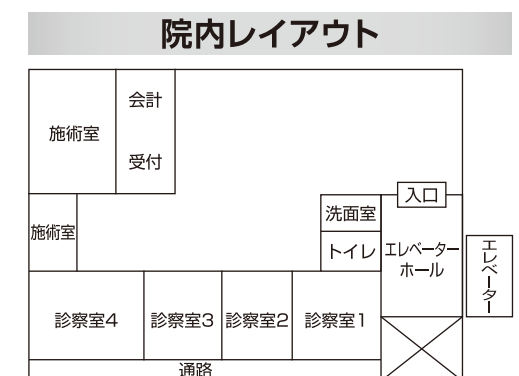 院内レイアウト
会計
施術室
受付
入口
洗面室
施術室
トイレ
エレベーター
ホール
エレベーター
診察室4
診察室3
診察室2
診察室1
通路